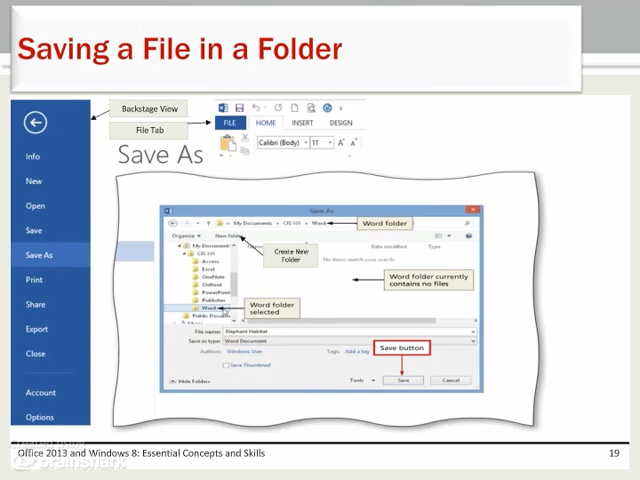 Saving a File in a Folder
Backstage View
File Tab
FILE HOME INSERT DESIGN
Calibri (Body) 11
Save As
Info
New
Open
Save
Save As
Print
Share
Export
Close
Account
Options
Save As
My Documents CIS 101 Word
Word folder
Organize New folder
Create New
Folder
Date modified Type
No items match your search.
My Documents
CIS 101
Access
Excel
OneNote
Outlook
PowerPoint
Publisher
Word
Public Docum
Word folder
selected
Word folder currently
contains no files
File name: Elephant Habitat
Save as type: Word Document
Authors: Windows User
Tags: Add a tag
Save Thumbnail
Save button
Hide Folders
Tools Save Cancel
Office 2013 and Windows 8: Essential Concepts and Skills
19
brainshark